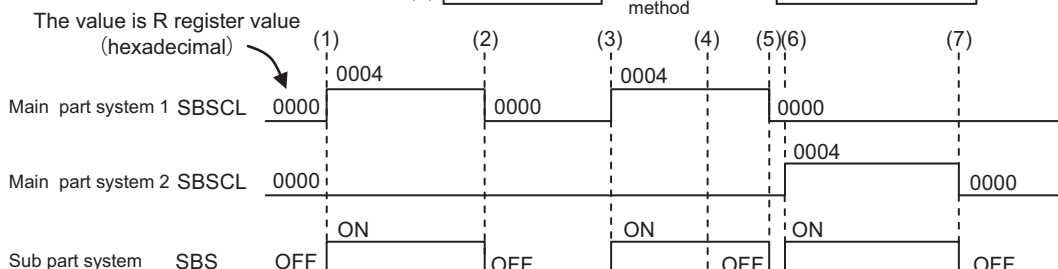 method
The value is R register value
(hexadecimal)
(1) (2) (3) (4) (5)(6) (7)
0004 0004
Main part system 1 SBSCL 0000 0000 0000
0004
Main part system 2 SBSCL 0000 0000
ON ON ON
Sub part system SBS OFF OFF OFF OFF